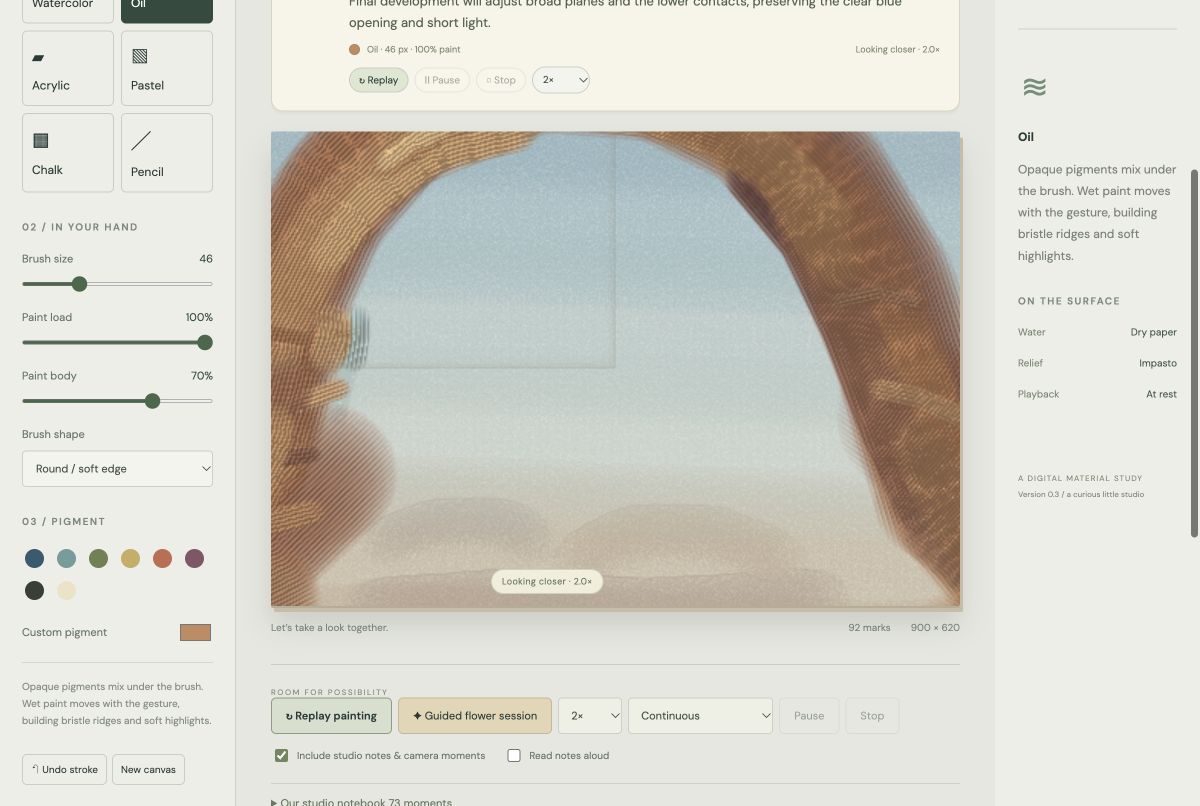 Watercolor
Oil
Acrylic
Pastel
Chalk
Pencil
02 / IN YOUR HAND
Brush size 46
Paint load 100%
Paint body 70%
Brush shape
Round / soft edge
03 / PIGMENT
Custom pigment
Opaque pigments mix under the brush.
Wet paint moves with the gesture,
building bristle ridges and soft highlights.
Undo stroke
New canvas
Final development will adjust broad planes and the lower contacts, preserving the clear blue
opening and short light.
Oil · 46 px · 100% paint
Looking closer · 2.0×
↻ Replay
II Pause
Stop
2×
Looking closer · 2.0×
Let's take a look together.
92 marks
900 × 620
ROOM FOR POSSIBILITY
↻ Replay painting
✦ Guided flower session
2×
Continuous
Pause
Stop
Include studio notes & camera moments
Read notes aloud
Our studio notebook 73 moments
Oil
Opaque pigments mix under
the brush. Wet paint moves
with the gesture, building
bristle ridges and soft
highlights.
ON THE SURFACE
Water Dry paper
Relief Impasto
Playback At rest
A DIGITAL MATERIAL STUDY
Version 0.3 / a curious little studio